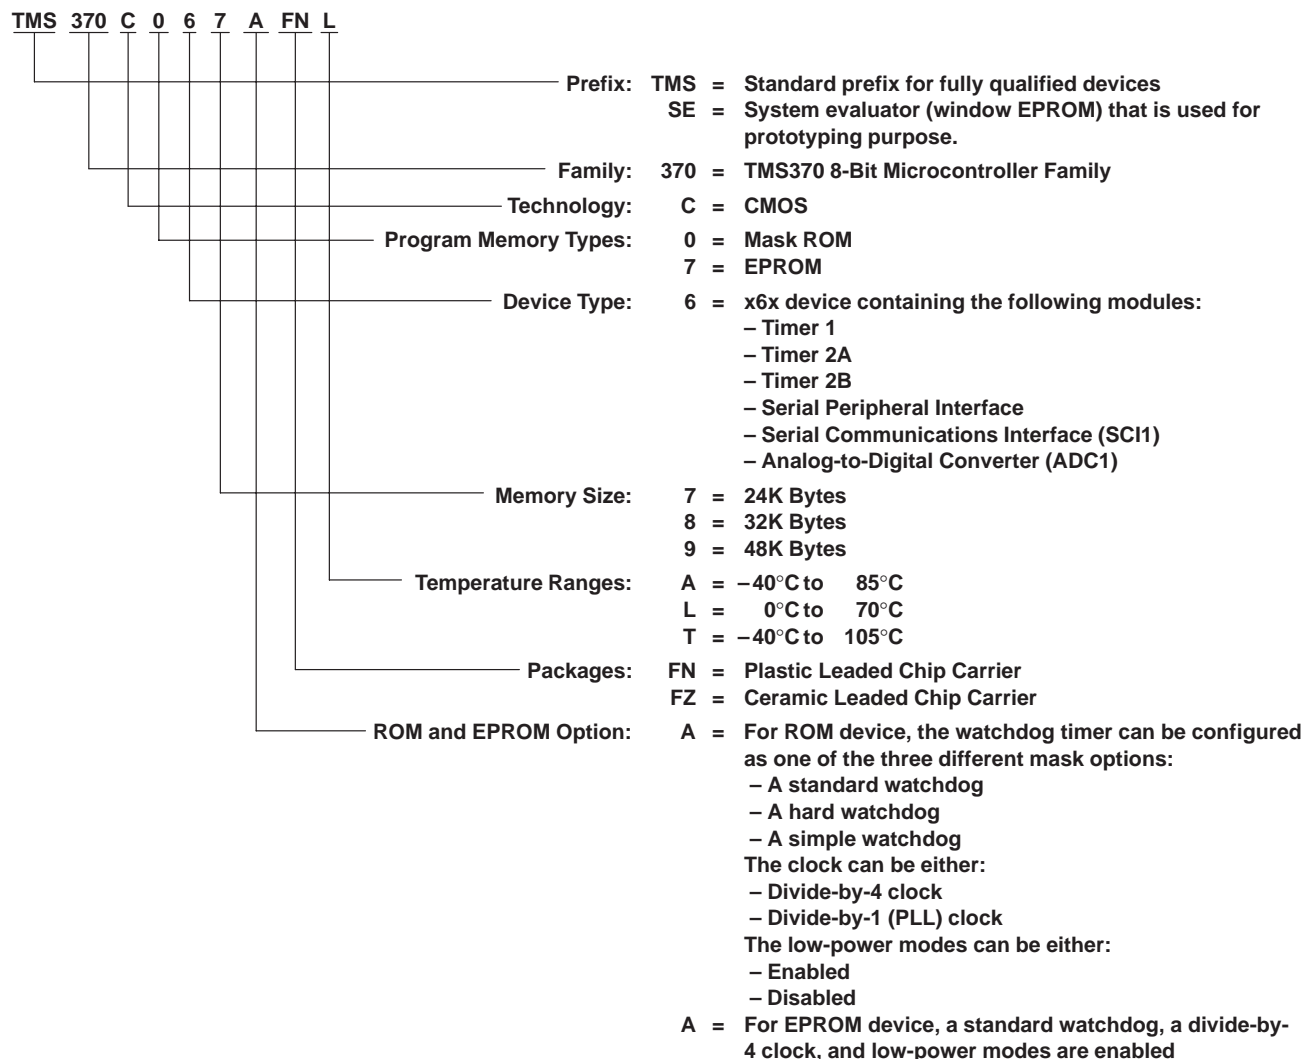 TMS 370 C 0 6 7 A FN L
Prefix: TMS = Standard prefix for fully qualified devices
SE = System evaluator (window EPROM) that is used for
prototyping purpose.
Family: 370 = TMS370 8-Bit Microcontroller Family
Technology: C = CMOS
Program Memory Types: 0 = Mask ROM
7 = EPROM
Device Type: 6 = x6x device containing the following modules:
– Timer 1
– Timer 2A
– Timer 2B
– Serial Peripheral Interface
– Serial Communications Interface (SCI1)
– Analog-to-Digital Converter (ADC1)
Memory Size: 7 = 24K Bytes
8 = 32K Bytes
9 = 48K Bytes
Temperature Ranges: A = –40°C to 85°C
L = 0°C to 70°C
T = –40°C to 105°C
Packages: FN = Plastic Leaded Chip Carrier
FZ = Ceramic Leaded Chip Carrier
ROM and EPROM Option: A = For ROM device, the watchdog timer can be configured
as one of the three different mask options:
– A standard watchdog
– A hard watchdog
– A simple watchdog
The clock can be either:
– Divide-by-4 clock
– Divide-by-1 (PLL) clock
The low-power modes can be either:
– Enabled
– Disabled
A = For EPROM device, a standard watchdog, a divide-by-
4 clock, and low-power modes are enabled